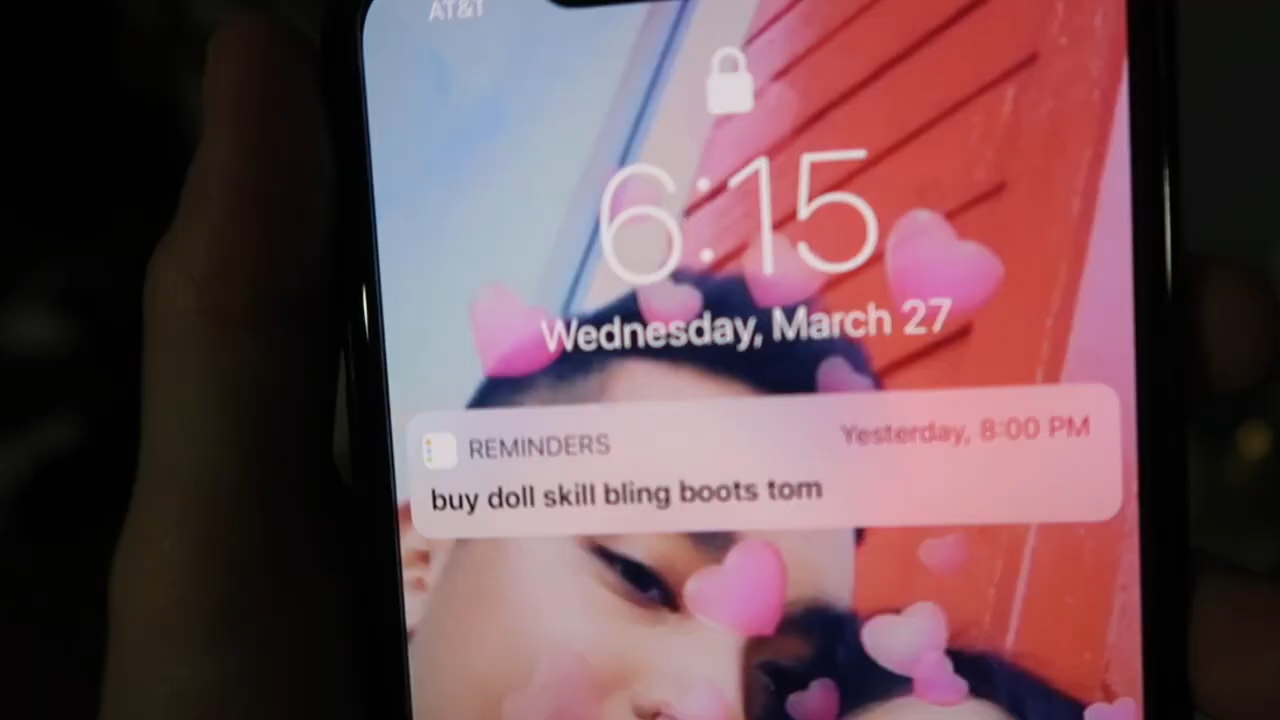 AT&T
6:15
Wednesday, March 27
REMINDERS Yesterday, 8:00 PM
buy doll skill bling boots tom